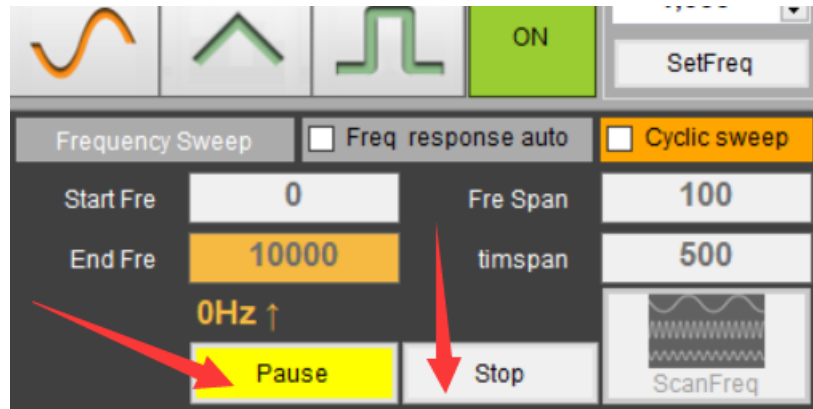 ON
SetFreq
Frequency Sweep
Freq response auto
Cyclic sweep
Start Fre
0
Fre Span
100
End Fre
10000
timspan
500
0Hz ↑
Pause
Stop
ScanFreq